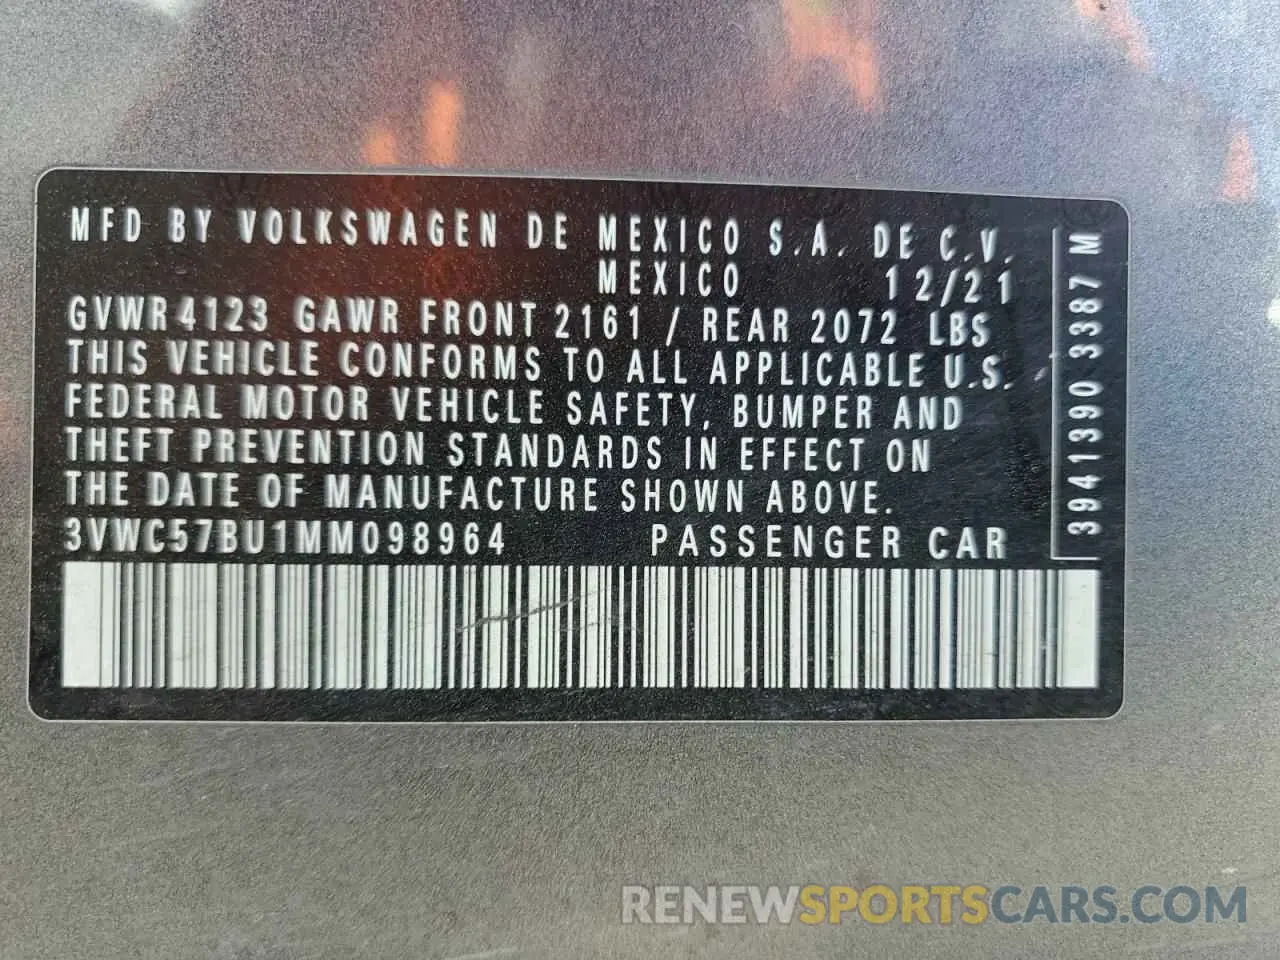 MFD BY VOLKSWAGEN DE MEXICO S.A. DE C.V.
MEXICO 12/21
GVWR 4123 GAWR FRONT 2161 / REAR 2072 LBS
THIS VEHICLE CONFORMS TO ALL APPLICABLE U.S.
FEDERAL MOTOR VEHICLE SAFETY, BUMPER AND
THEFT PREVENTION STANDARDS IN EFFECT ON
THE DATE OF MANUFACTURE SHOWN ABOVE.
3VWC57BU1MM098964 PASSENGER CAR
3941390 3387 M
RENEWSPORTSCARS.COM